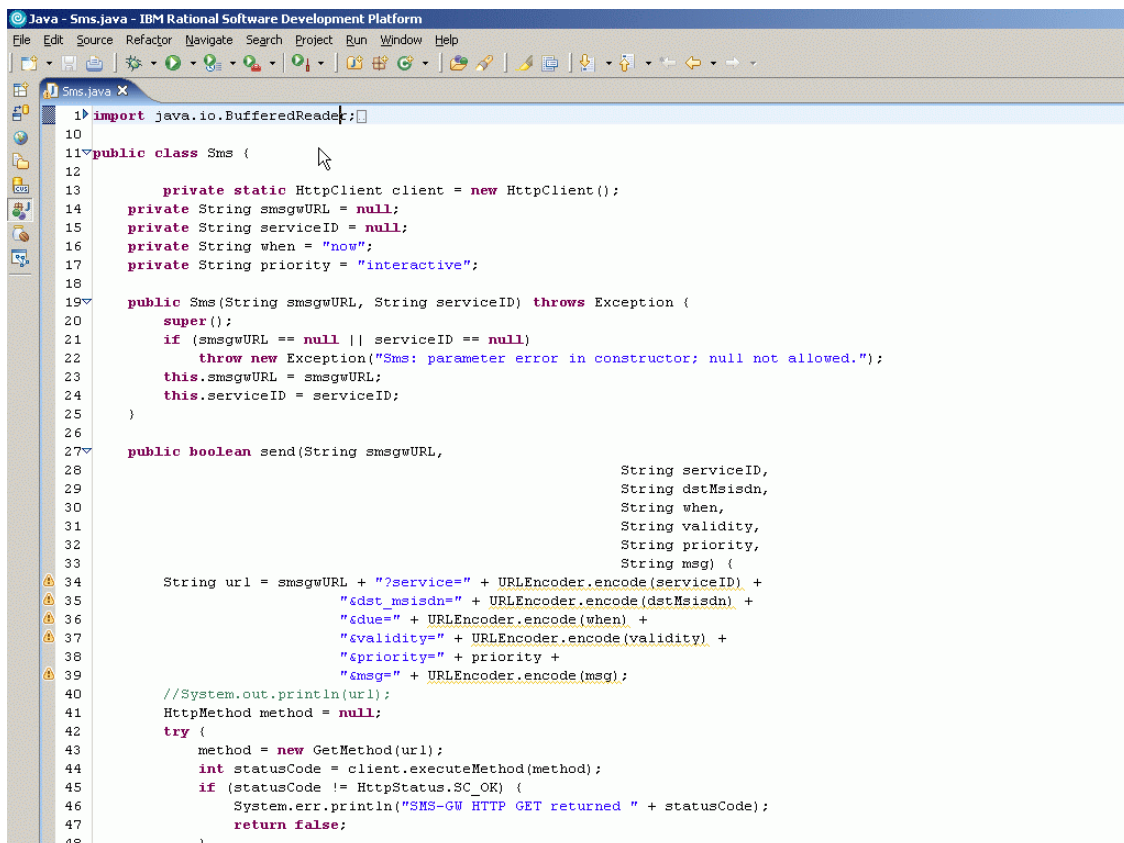 Java - Sms.java - IBM Rational Software Development Platform
File Edit Source Refactor Navigate Search Project Run Window Help
Sms.java
1 import java.io.BufferedReader;
10
11 public class Sms {
12
13 private static HttpClient client = new HttpClient();
14 private String smsgwURL = null;
15 private String serviceID = null;
16 private String when = "now";
17 private String priority = "interactive";
18
19 public Sms(String smsgwURL, String serviceID) throws Exception {
20 super();
21 if (smsgwURL == null || serviceID == null)
22 throw new Exception("Sms: parameter error in constructor; null not allowed.");
23 this.smsgwURL = smsgwURL;
24 this.serviceID = serviceID;
25 }
26
27 public boolean send(String smsgwURL,
28 String serviceID,
29 String dstMsisdn,
30 String when,
31 String validity,
32 String priority,
33 String msg) {
34 String url = smsgwURL + "?service=" + URLEncoder.encode(serviceID) +
35 "&dst_msisdn=" + URLEncoder.encode(dstMsisdn) +
36 "&due=" + URLEncoder.encode(when) +
37 "&validity=" + URLEncoder.encode(validity) +
38 "&priority=" + priority +
39 "&msg=" + URLEncoder.encode(msg);
40 //System.out.println(url);
41 HttpMethod method = null;
42 try {
43 method = new GetMethod(url);
44 int statusCode = client.executeMethod(method);
45 if (statusCode != HttpStatus.SC_OK) {
46 System.err.println("SMS-GW HTTP GET returned " + statusCode);
47 return false;